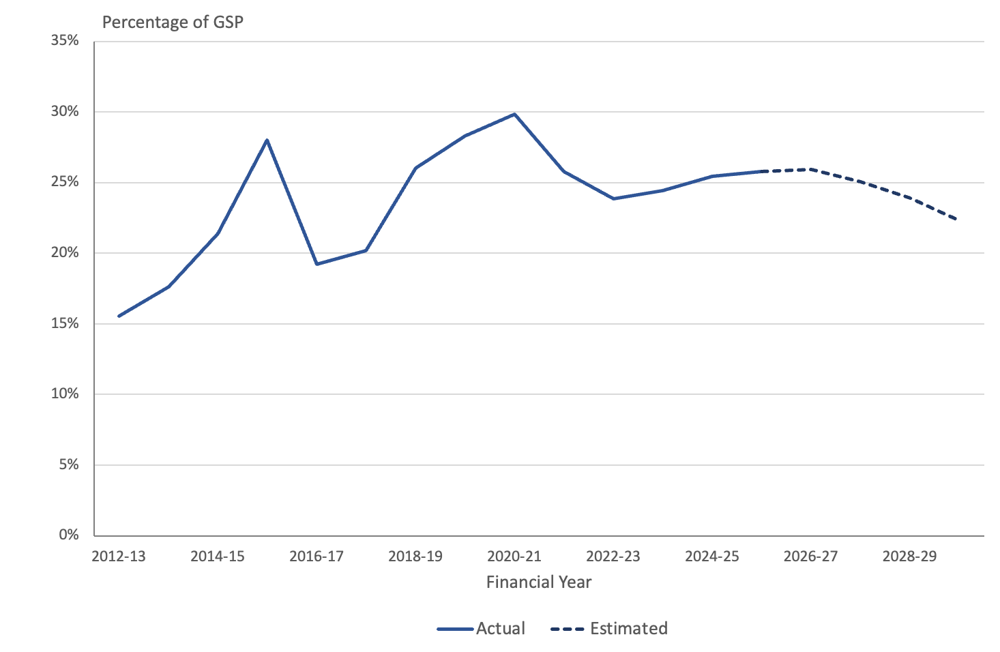 Percentage of GSP
35%
30%
25%
20%
15%
10%
5%
0%
2012-13 2014-15 2016-17 2018-19 2020-21 2022-23 2024-25 2026-27 2028-29
Financial Year
Actual Estimated